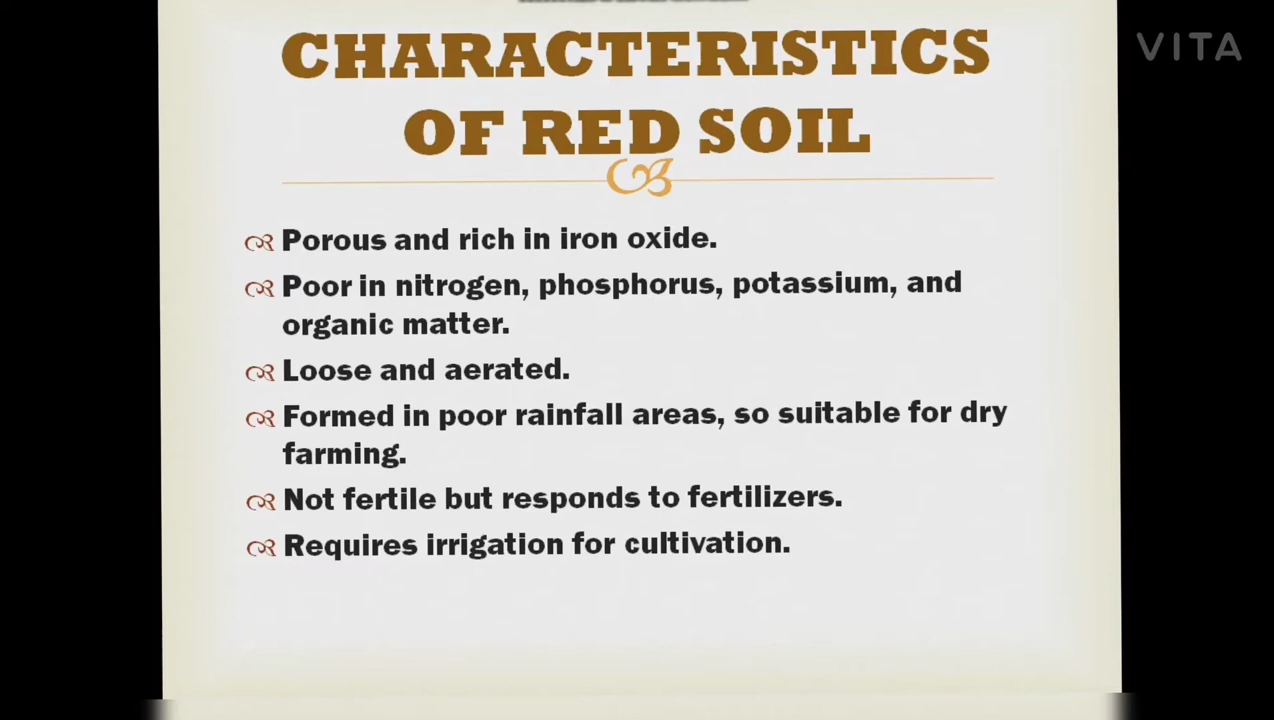 CHARACTERISTICS
OF RED SOIL
VITA
Porous and rich in iron oxide.
Poor in nitrogen, phosphorus, potassium, and
organic matter.
Loose and aerated.
Formed in poor rainfall areas, so suitable for dry
farming.
Not fertile but responds to fertilizers.
Requires irrigation for cultivation.